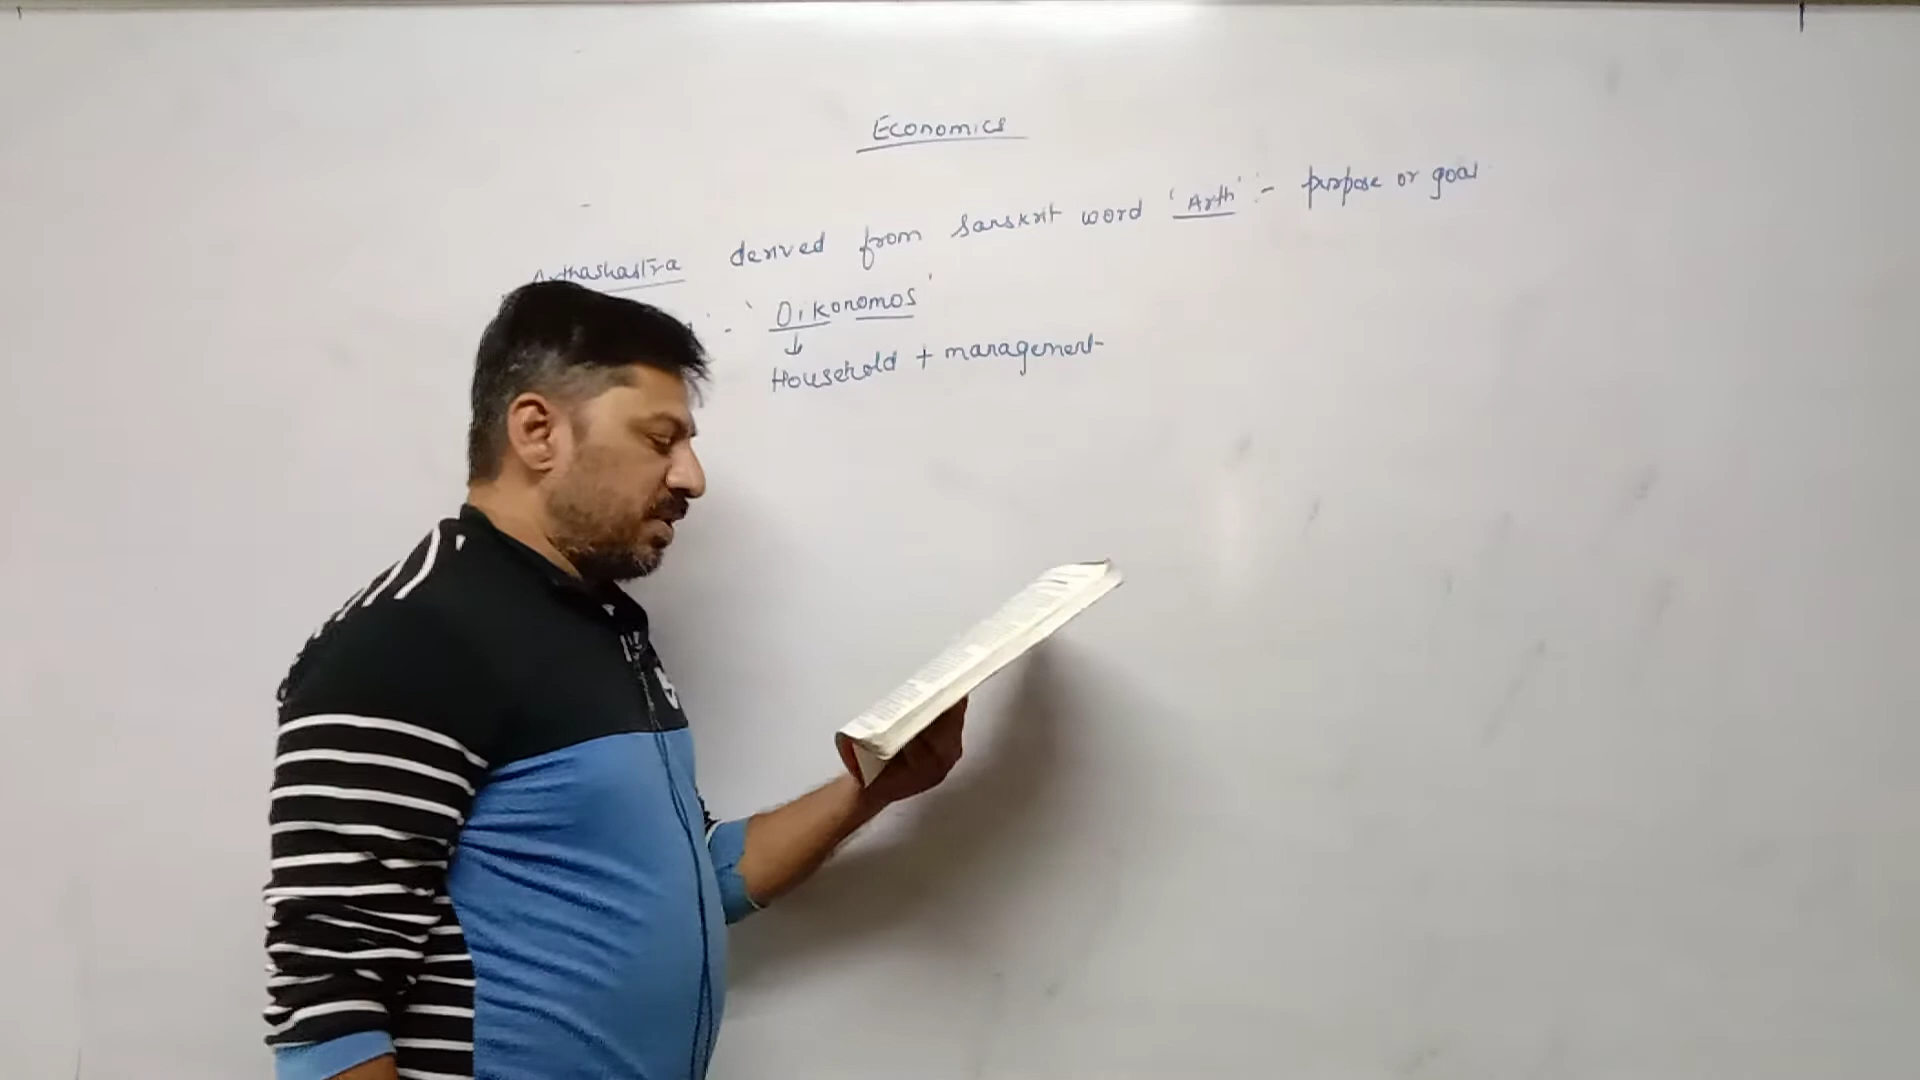 Economics
Arthashastra derived from Sanskrit word 'Arth' :- purpose or goal
- 'Oikonomos'
↓
Household + management